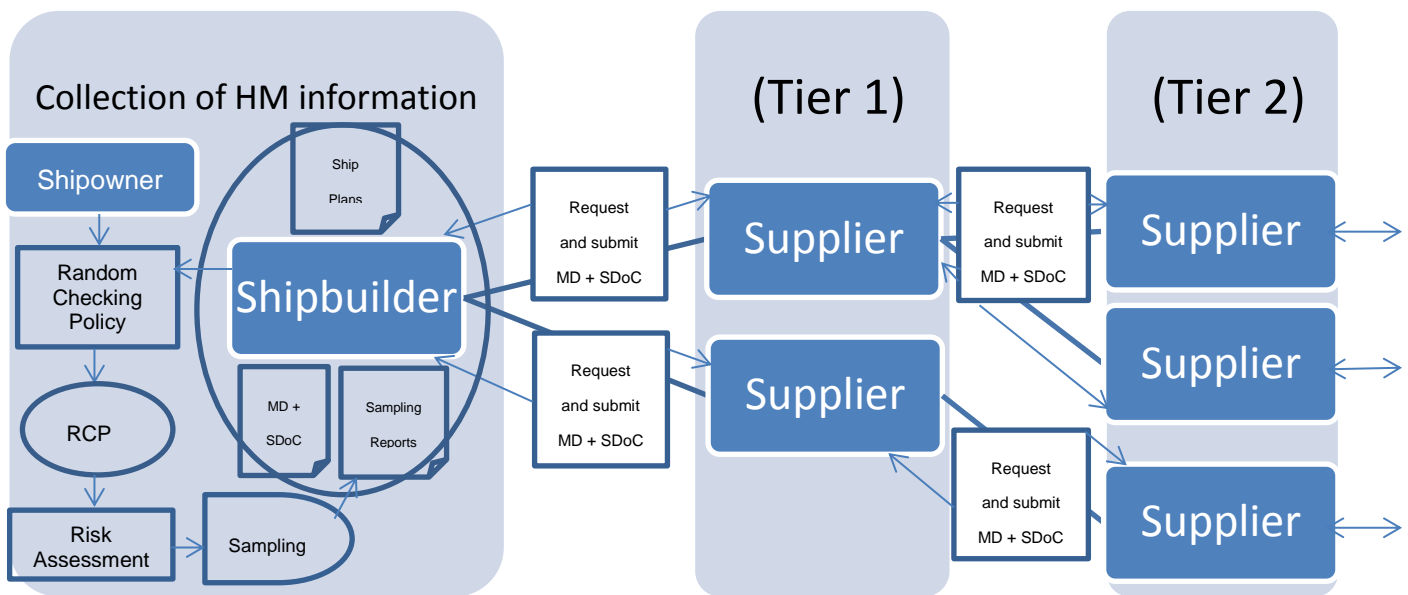 Collection of HM information
Shipowner
Random
Checking
Policy
RCP
Risk
Assessment
Sampling
Ship
Plans
Shipbuilder
MD +
SDoC
Sampling
Reports
Request
and submit
MD + SDoC
Request
and submit
MD + SDoC
(Tier 1)
Supplier
Supplier
Request
and submit
MD + SDoC
Request
and submit
MD + SDoC
(Tier 2)
Supplier
Supplier
Supplier